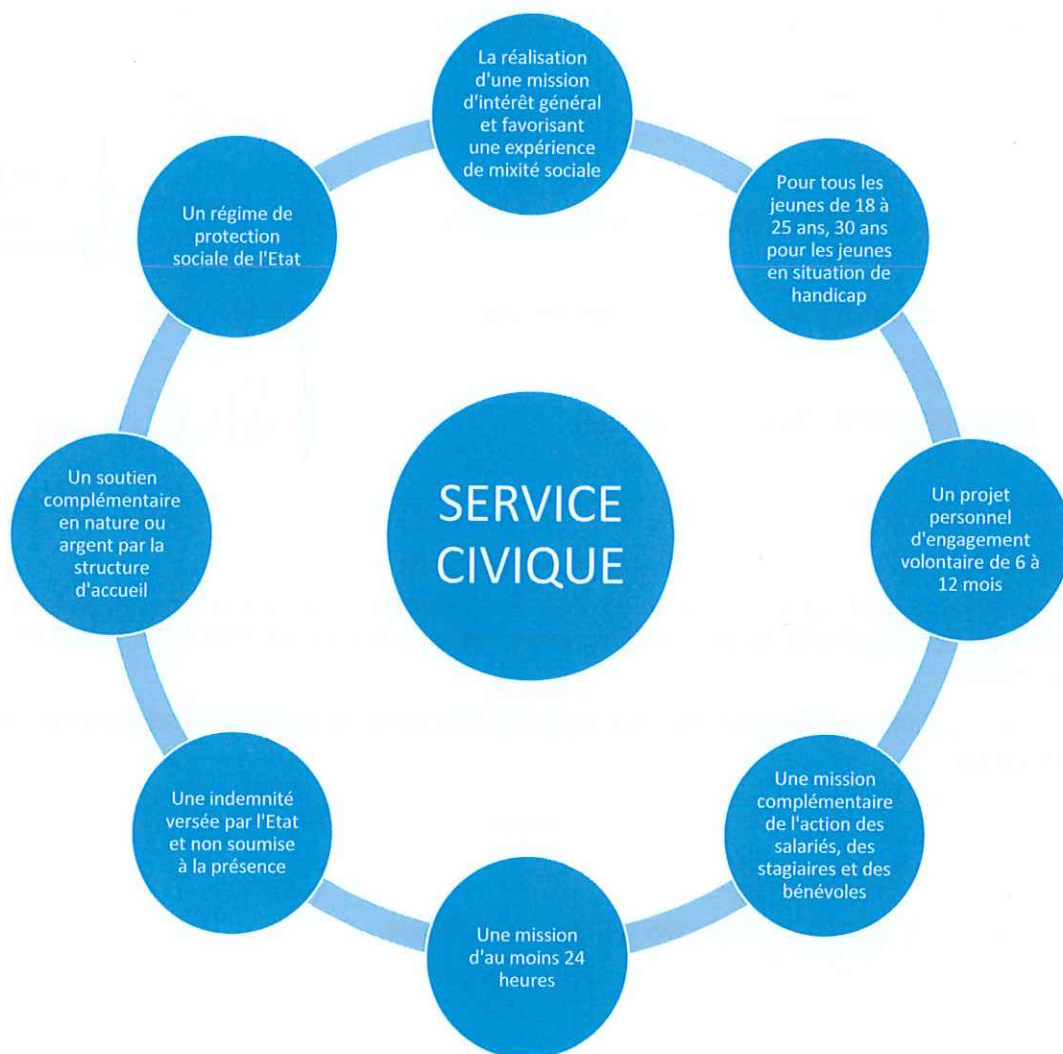 La réalisation
d'une mission
d'intérêt général
et favorisant
une expérience
de mixité sociale
Pour tous les
jeunes de 18 à
25 ans, 30 ans
pour les jeunes
en situation de
handicap
Un projet
personnel
d'engagement
volontaire de 6 à
12 mois
Une mission
complémentaire
de l'action des
salariés, des
stagiaires et des
bénévoles
Une mission
d'au moins 24
heures
Une indemnité
versée par l'Etat
et non soumise
à la présence
Un soutien
complémentaire
en nature ou
argent par la
structure
d'accueil
Un régime de
protection
sociale de l'Etat
SERVICE
CIVIQUE